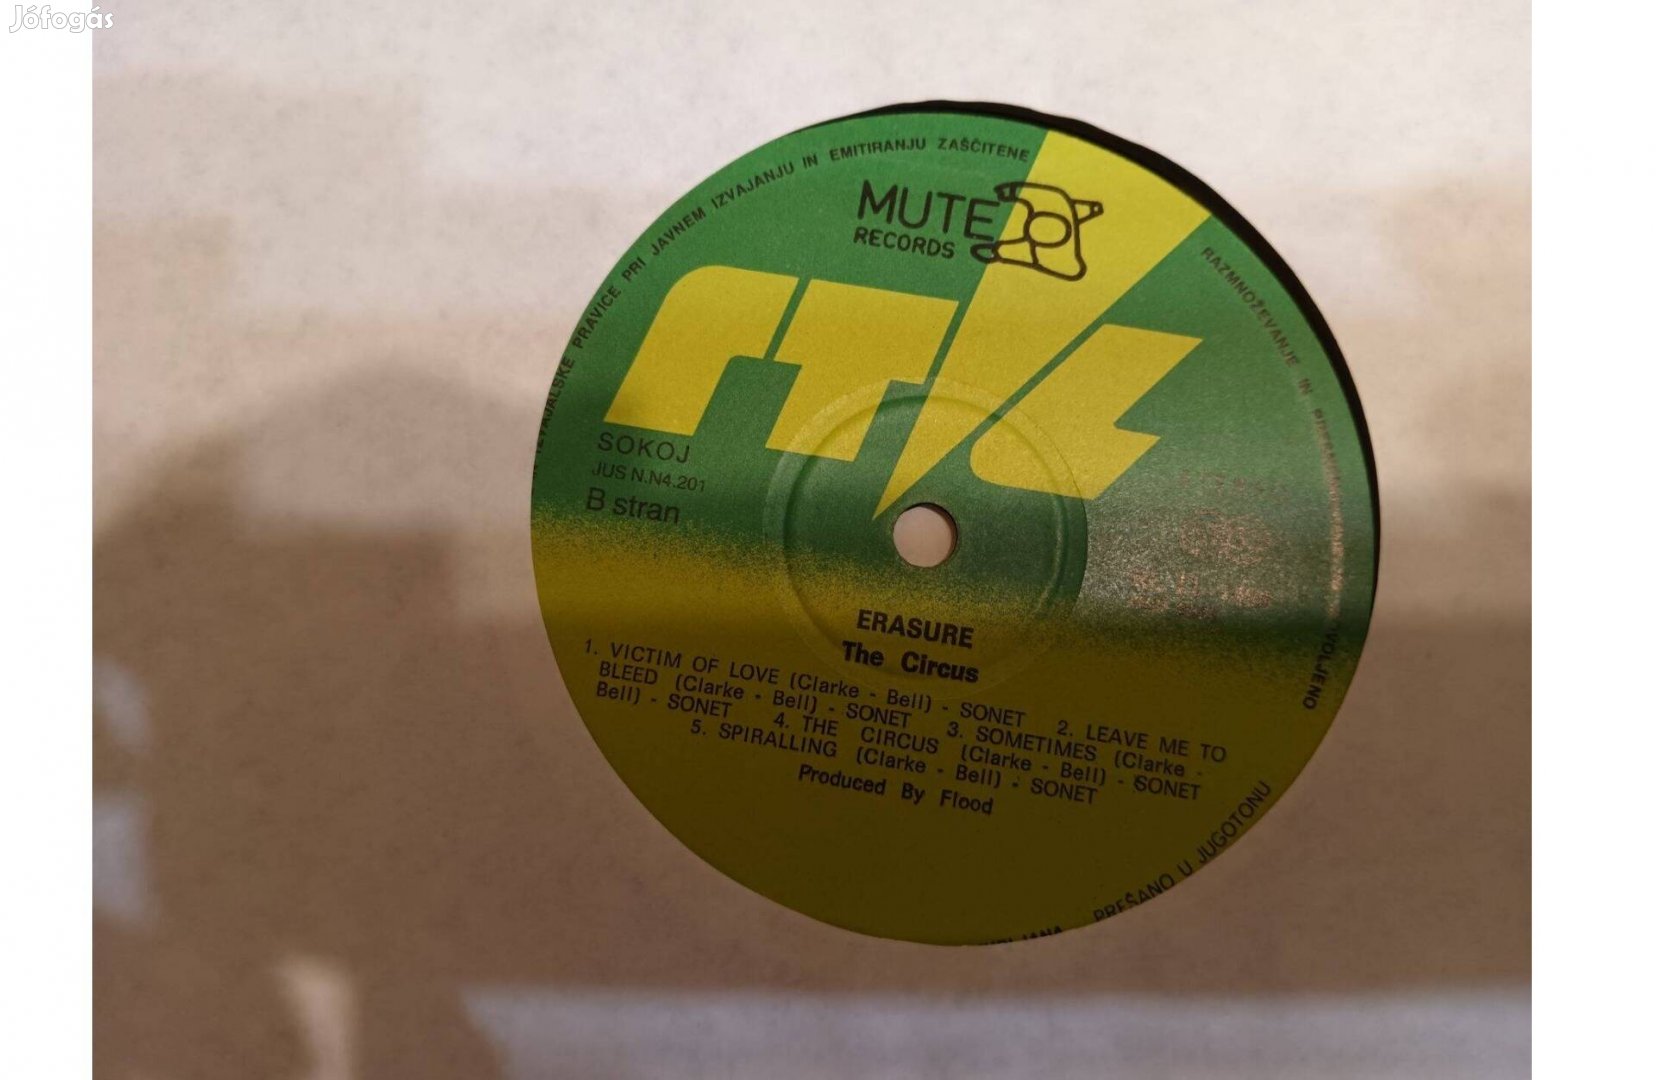 Jófogás
IZVAJALSKE PRAVICE PRI JAVNEM IZVAJANJU IN EMITIRANJU ZAŠČITENE
RAZMNOŽEVANJE IN
MUTE
RECORDS
RTVL
SOKOJ
JUS N.N4.201
B stran
ERASURE
The Circus
1. VICTIM OF LOVE (Clarke - Bell) - SONET 2. LEAVE ME TO
BLEED (Clarke - Bell) - SONET 3. SOMETIMES (Clarke -
Bell) - SONET 4. THE CIRCUS (Clarke - Bell) - SONET
5. SPIRALLING (Clarke - Bell) - SONET
Produced By Flood
PREŠANO U JUGOTONU